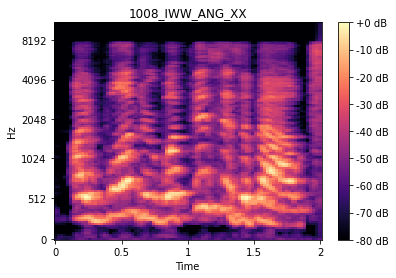 1008_IWW_ANG_XX
8192
4096
2048
1024
512
0
Hz
0
0.5
1
1.5
2
Time
+0 dB
-10 dB
-20 dB
-30 dB
-40 dB
-50 dB
-60 dB
-70 dB
-80 dB